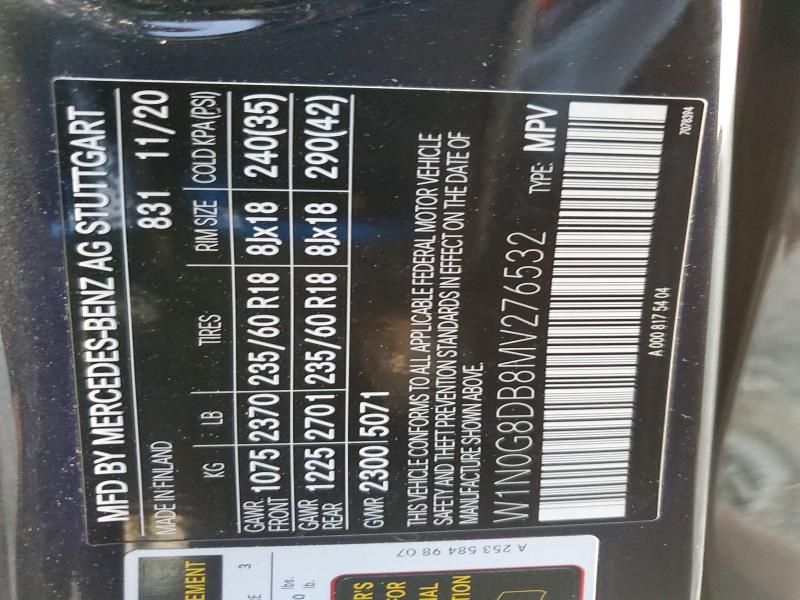 MFD BY MERCEDES-BENZ AG STUTTGART
MADE IN FINLAND 831 11/20
KG : LB TIRES RIM SIZE COLD KPA (PSI)
GAWR FRONT 1075 2370 235/60 R18 8Jx18 240(35)
GAWR REAR 1225 2701 235/60 R18 8Jx18 290(42)
GVWR 2300 5071
THIS VEHICLE CONFORMS TO ALL APPLICABLE FEDERAL MOTOR VEHICLE
SAFETY AND THEFT PREVENTION STANDARDS IN EFFECT ON THE DATE OF
MANUFACTURE SHOWN ABOVE.
W1N0G8DB8MV276532 TYPE: MPV
A 000 817 54 04
7078394
A 253 584 98 07
3
lbs.
lb.